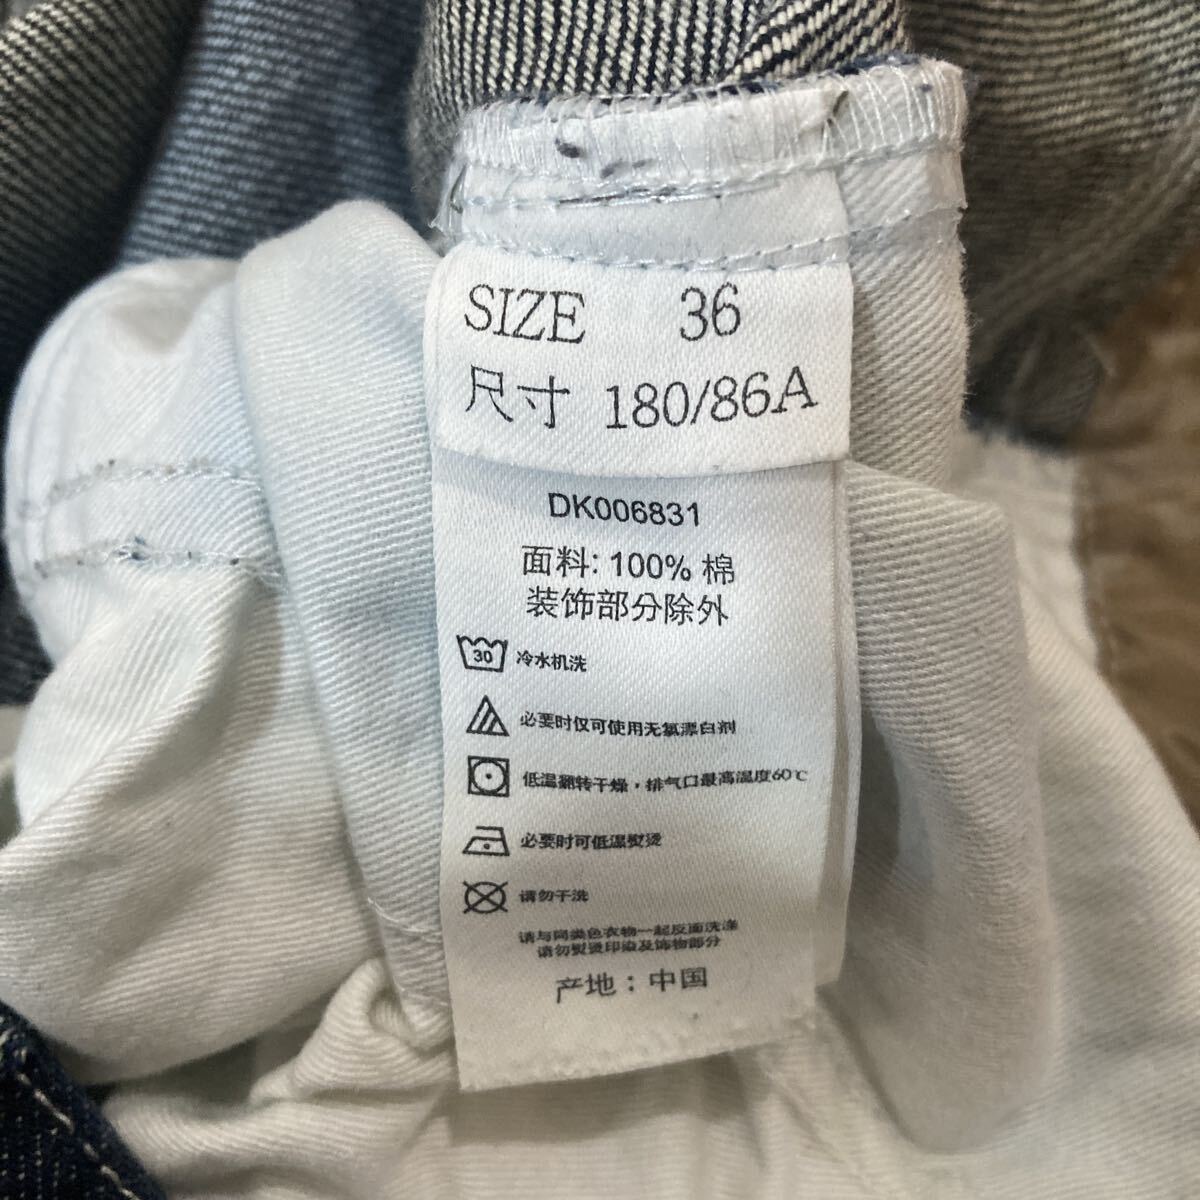 SIZE 36
尺寸 180/86A
DK006831
面料: 100% 棉
装饰部分除外
30 冷水机洗
必要时仅可使用无氯漂白剂
低温翻转干燥，排气口最高温度60℃
必要时可低温熨烫
请勿干洗
请与同类色衣物一起反面洗涤
请勿熨烫印染及饰物部分
产地：中国